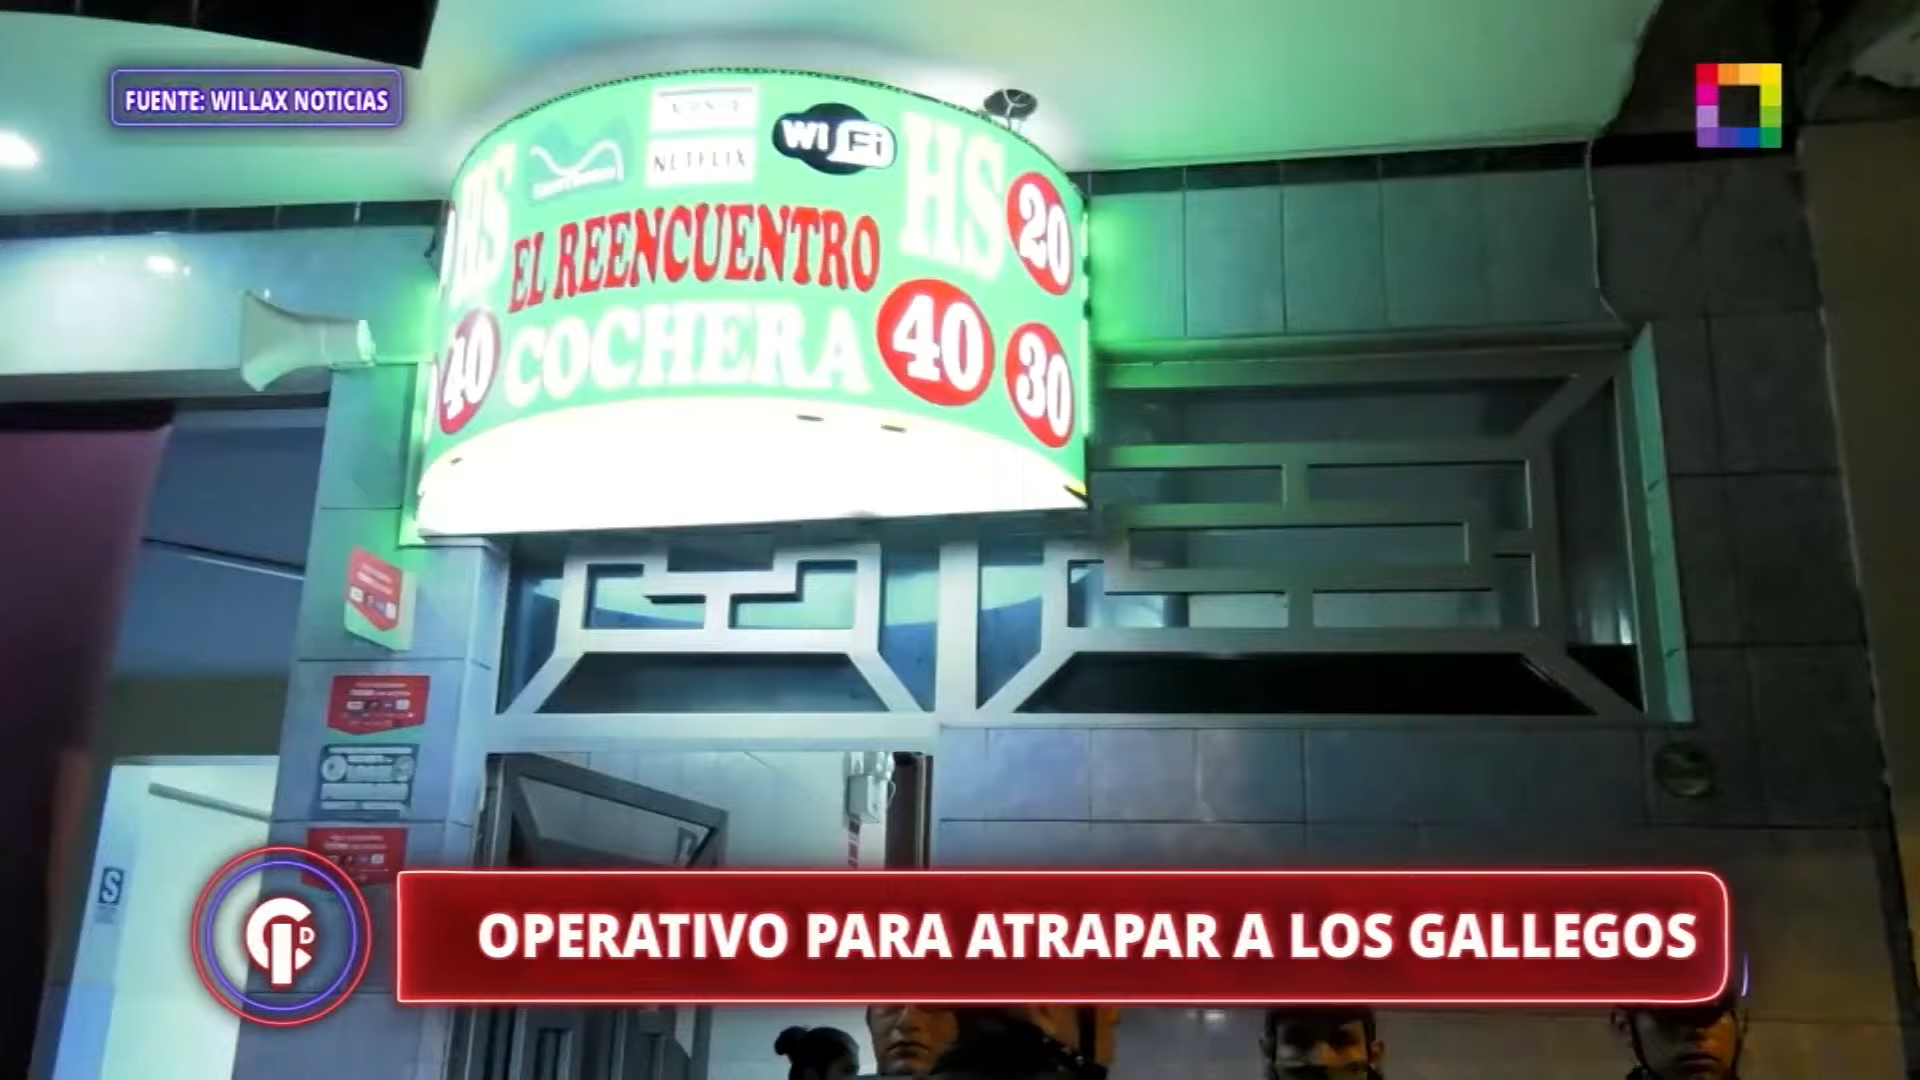 FUENTE: WILLAX NOTICIAS
NETFLIX
WI Fi
HS
HS
20
EL REENCUENTRO
40
COCHERA
40
30
S
OPERATIVO PARA ATRAPAR A LOS GALLEGOS